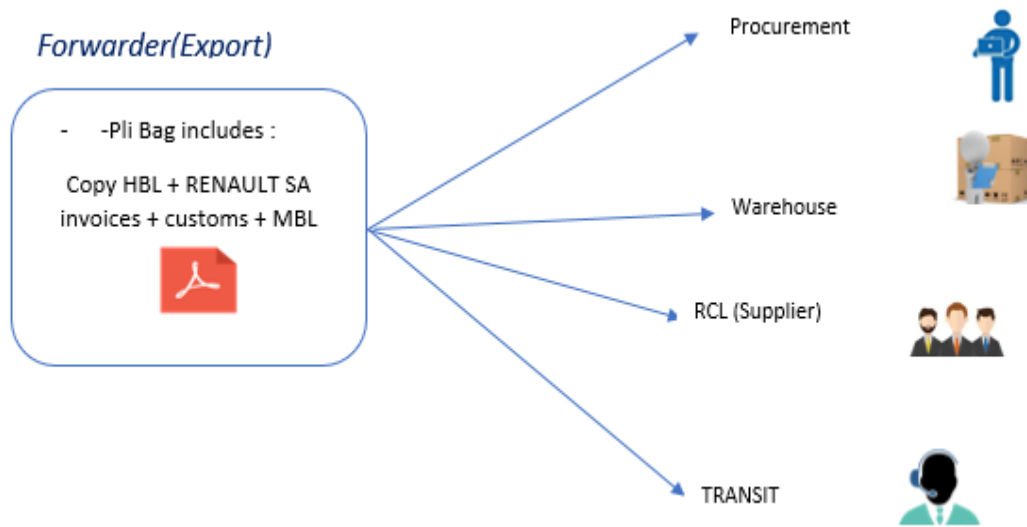 Forwarder(Export)
- -Pli Bag includes :
Copy HBL + RENAULT SA
invoices + customs + MBL
Procurement
Warehouse
RCL (Supplier)
TRANSIT